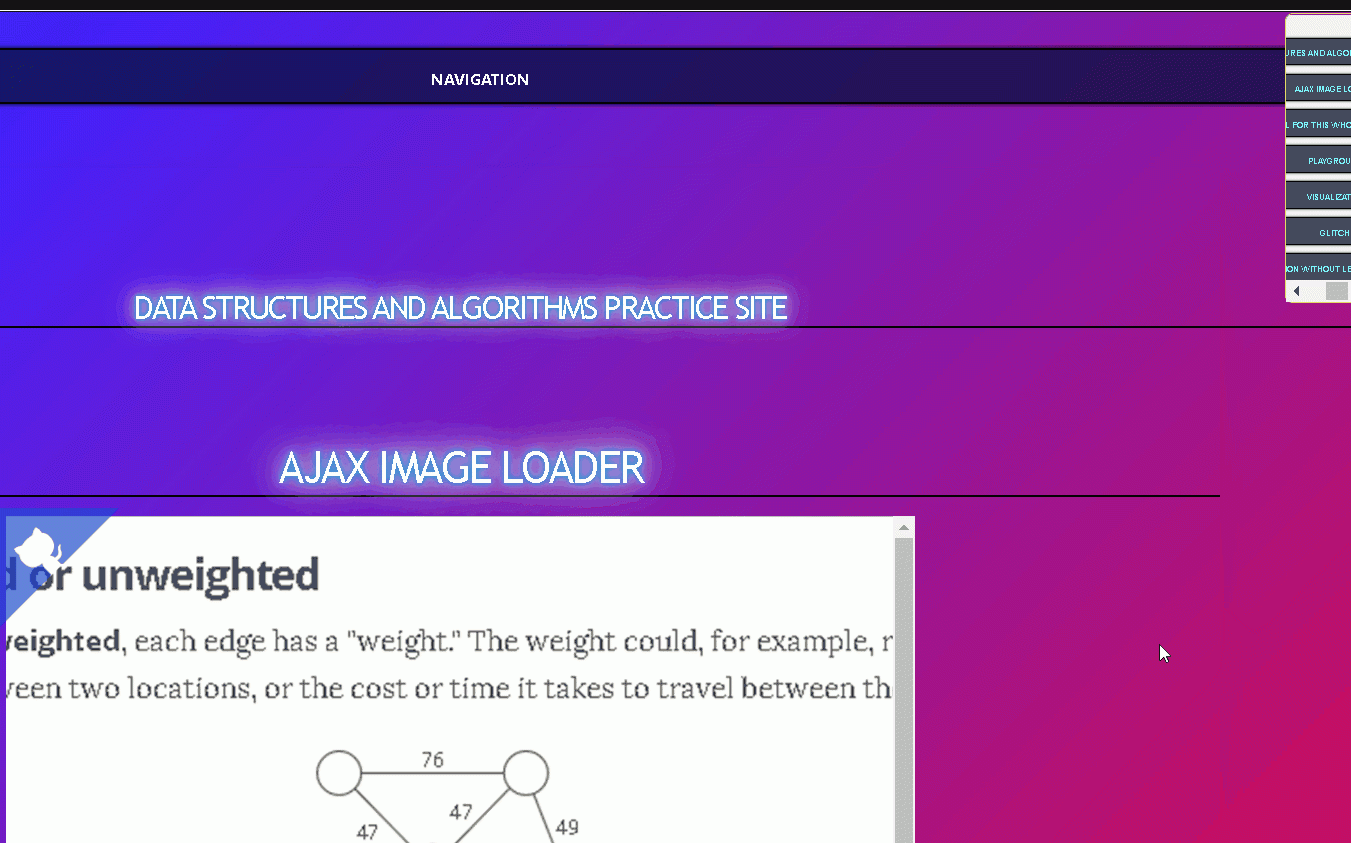 NAVIGATION
URES AND ALGO
AJAX IMAGE LO
L FOR THIS WHO
PLAYGROU
VISUALIZAT
GLITCH
ON WITHOUT LE
DATA STRUCTURES AND ALGORITHMS PRACTICE SITE
AJAX IMAGE LOADER
d or unweighted
weighted, each edge has a "weight." The weight could, for example, r
veen two locations, or the cost or time it takes to travel between th
76
47
47
49